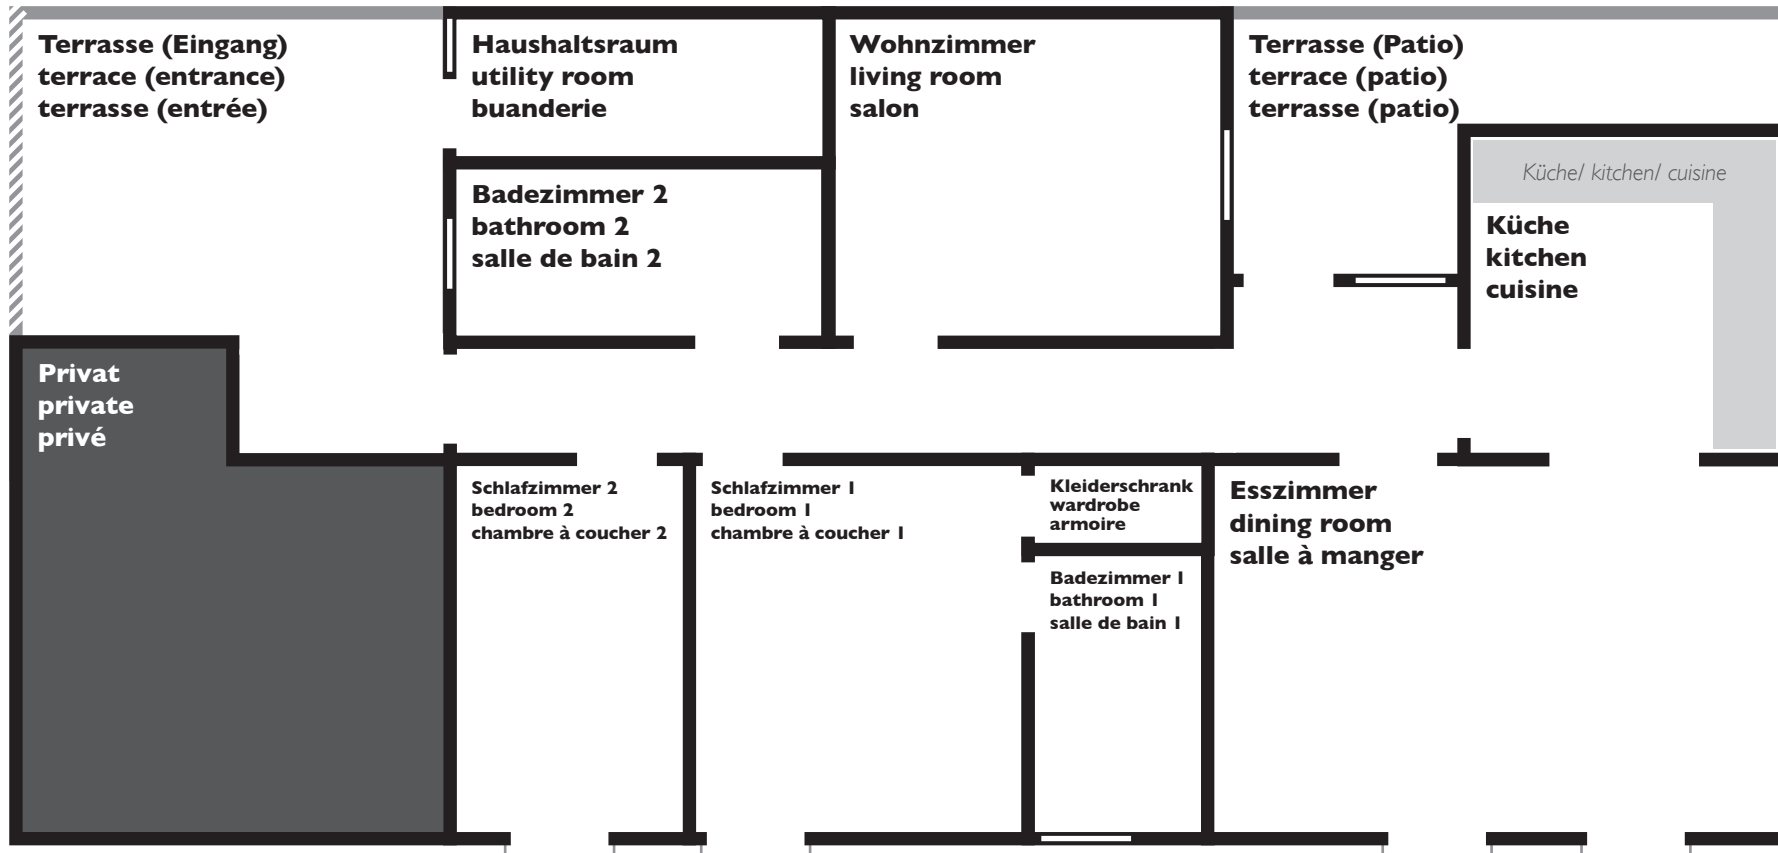 Terrasse (Eingang)
terrace (entrance)
terrasse (entrée)
Haushaltsraum
utility room
buanderie
Wohnzimmer
living room
salon
Terrasse (Patio)
terrace (patio)
terrasse (patio)
Küche/ kitchen/ cuisine
Badezimmer 2
bathroom 2
salle de bain 2
Küche
kitchen
cuisine
Privat
private
privé
Schlafzimmer 2
bedroom 2
chambre à coucher 2
Schlafzimmer 1
bedroom 1
chambre à coucher 1
Kleiderschrank
wardrobe
armoire
Esszimmer
dining room
salle à manger
Badezimmer 1
bathroom 1
salle de bain 1